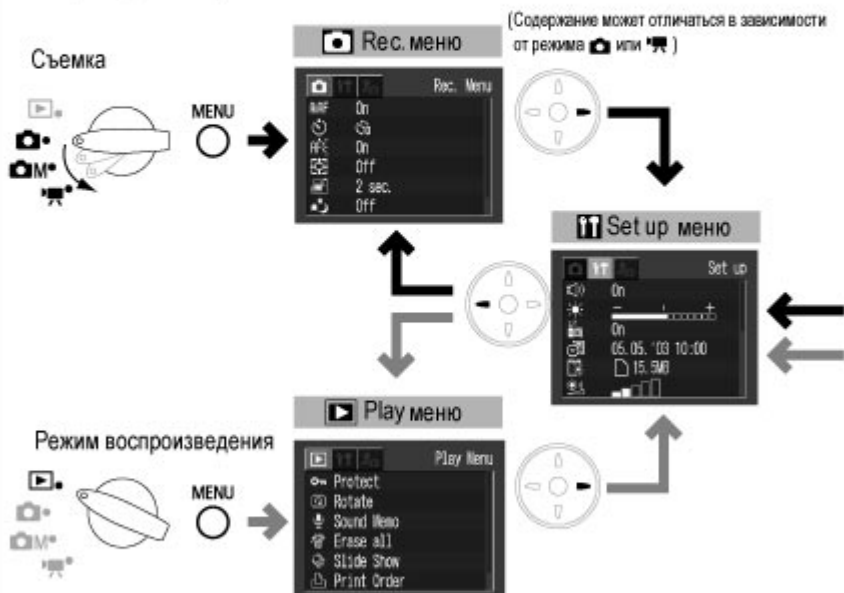 Rec. меню
(Содержание может отличаться в зависимости
от режима или )
Съемка
MENU
M
Rec. Menu
On
On
Off
2 sec.
Off
Set up меню
Set up
On
- +
On
05.05.'03 10:00
15.5MB
Play меню
Режим воспроизведения
MENU
M
Play Menu
Protect
Rotate
Sound Memo
Erase all
Slide Show
Print Order